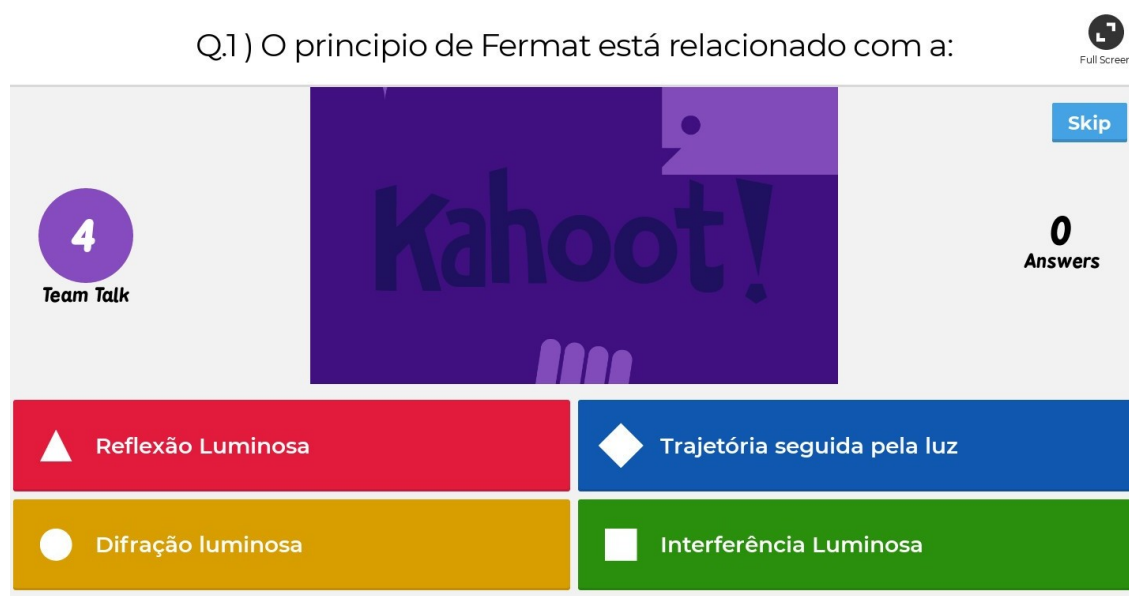 Q.1 ) O principio de Fermat está relacionado com a:
Full Screen
Skip
Kahoot!
4
Team Talk
0
Answers
Reflexão Luminosa
Trajetória seguida pela luz
Difração luminosa
Interferência Luminosa